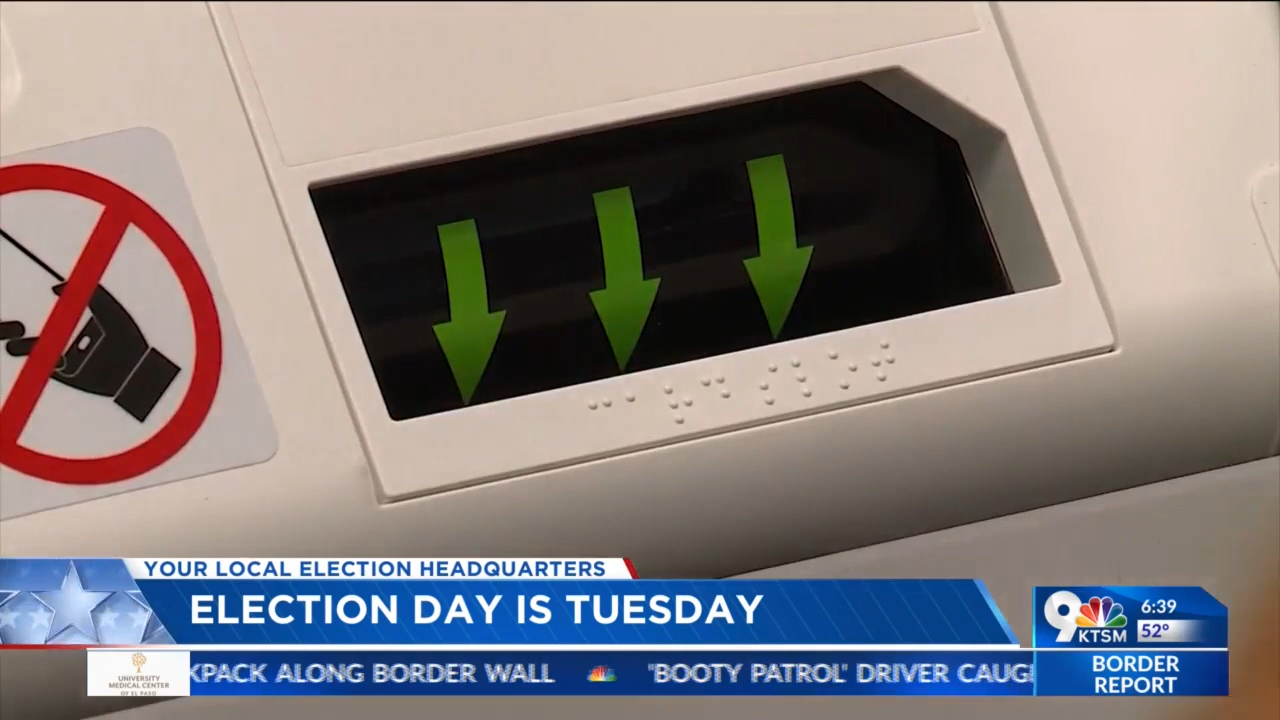 YOUR LOCAL ELECTION HEADQUARTERS
ELECTION DAY IS TUESDAY
9
KTSM
6:39
52°
UNIVERSITY
MEDICAL CENTER
OF EL PASO
KPACK ALONG BORDER WALL "BOOTY PATROL" DRIVER CAUG
BORDER
REPORT